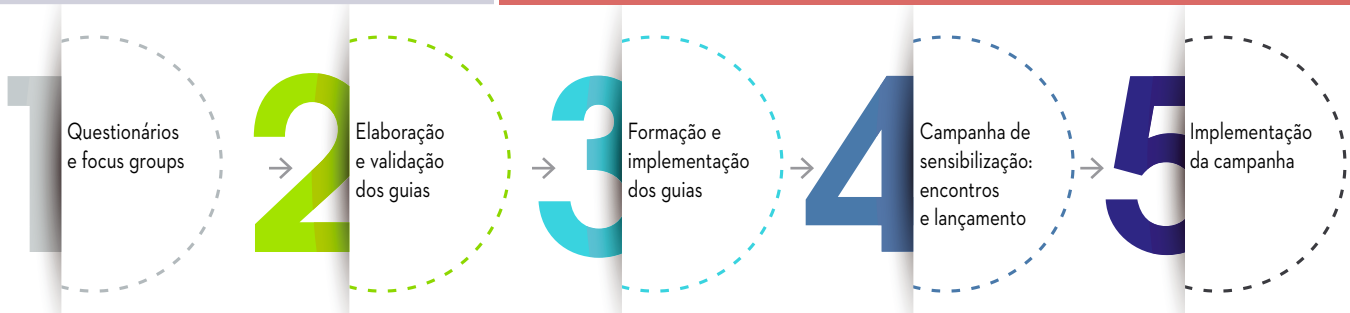 1
Questionários
e focus groups
2
Elaboração
e validação
dos guias
3
Formação e
implementação
dos guias
4
Campanha de
sensibilização:
encontros
e lançamento
5
Implementação
da campanha